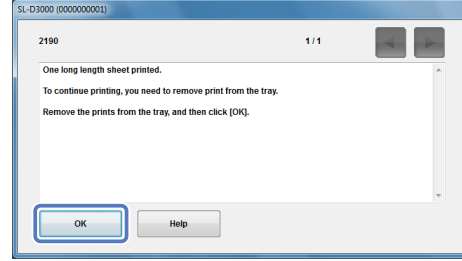 SL-D3000 (0000000001)
2190 1/1
One long length sheet printed.
To continue printing, you need to remove print from the tray.
Remove the prints from the tray, and then click [OK].
OK Help